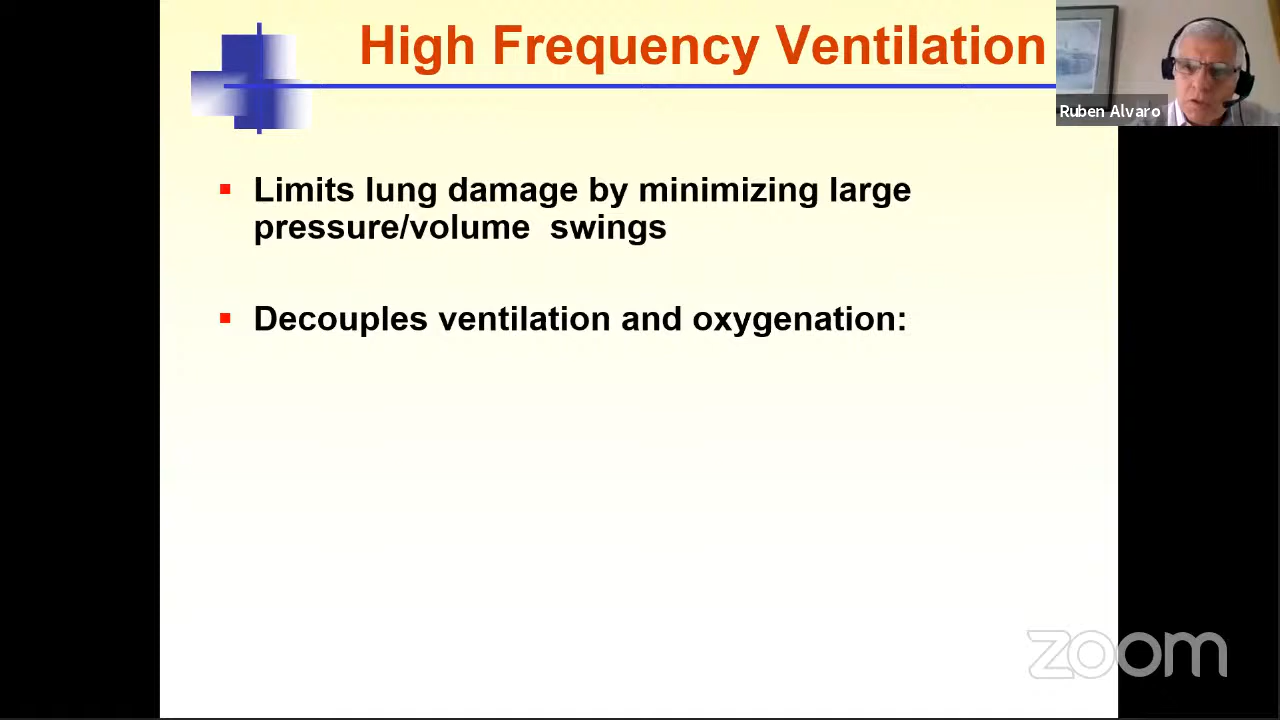 High Frequency Ventilation
Ruben Alvaro
Limits lung damage by minimizing large
pressure/volume swings
Decouples ventilation and oxygenation:
zoom